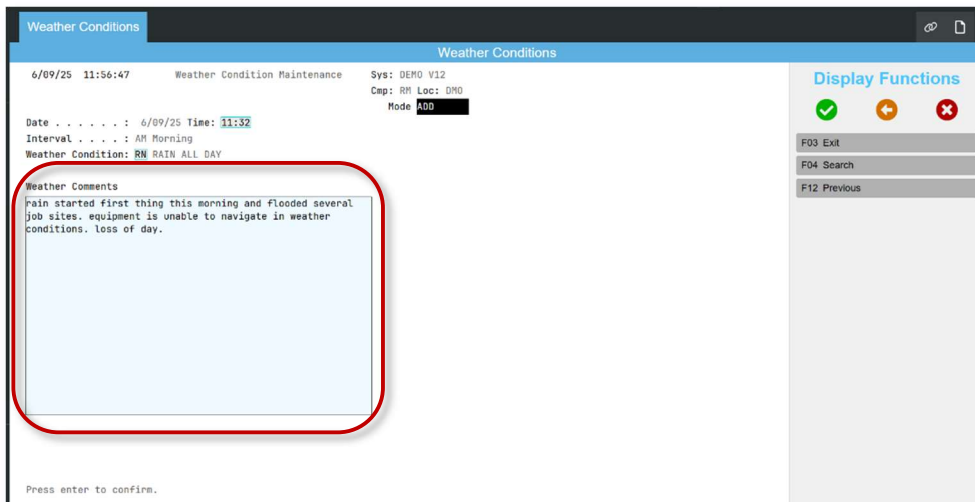 Weather Conditions
Weather Conditions
6/09/25 11:56:47 Weather Condition Maintenance Sys: DEMO V12
Cmp: RM Loc: DMO
Mode ADD
Date . . . . . . : 6/09/25 Time: 11:32
Interval . . . . : AM Morning
Weather Condition: RN RAIN ALL DAY
Weather Comments
rain started first thing this morning and flooded several
job sites. equipment is unable to navigate in weather
conditions. loss of day.
Press enter to confirm.
Display Functions
F03 Exit
F04 Search
F12 Previous